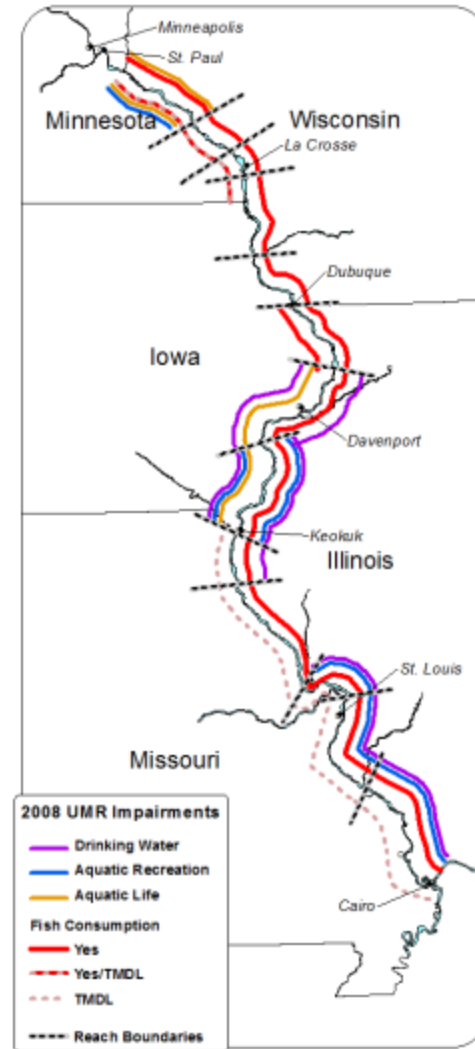 Minneapolis
St. Paul
Minnesota
Wisconsin
La Crosse
Dubuque
Iowa
Davenport
Keokuk
Illinois
St. Louis
Missouri
2008 UMR Impairments
Drinking Water
Aquatic Recreation
Aquatic Life
Fish Consumption
Yes
Yes/TMDL
TMDL
Reach Boundaries
Cairo